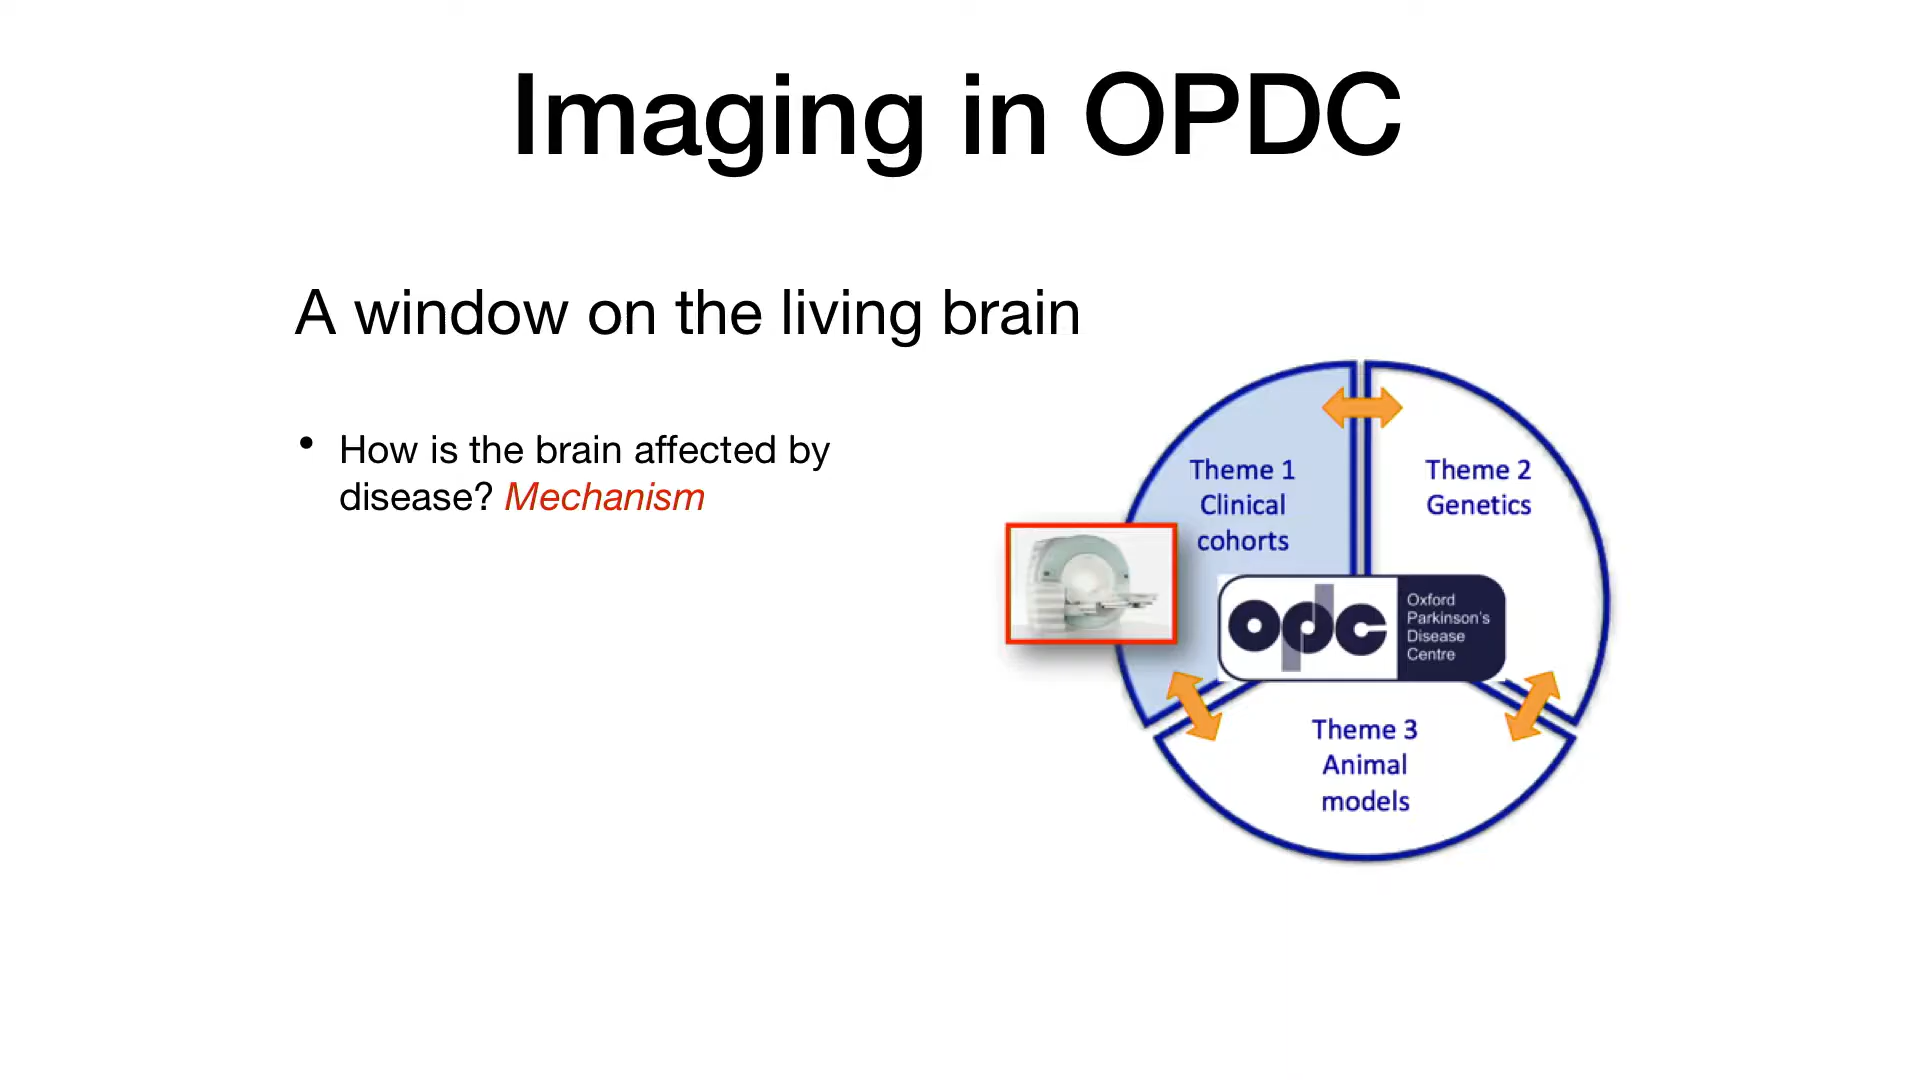 Imaging in OPDC
A window on the living brain
• How is the brain affected by
disease? Mechanism
Theme 1
Clinical
cohorts
Theme 2
Genetics
opdc
Oxford
Parkinson's
Disease
Centre
Theme 3
Animal
models